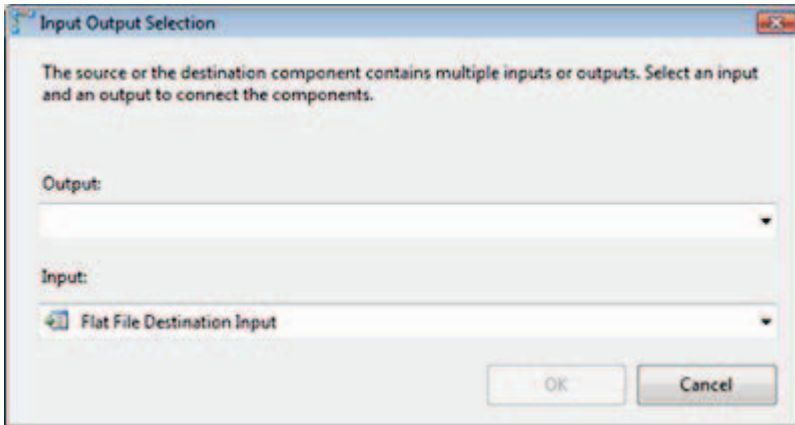 Input Output Selection
The source or the destination component contains multiple inputs or outputs. Select an input
and an output to connect the components.
Output:
Input:
Flat File Destination Input
OK
Cancel